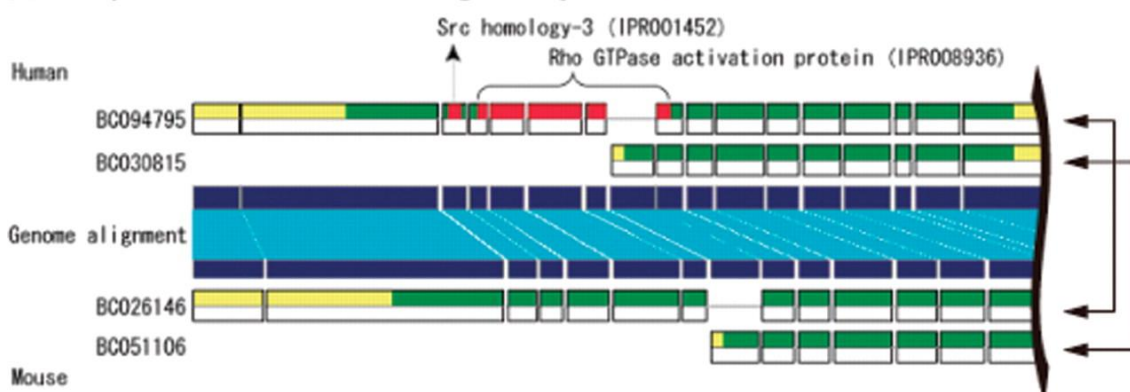 Src homology-3 (IPR001452)
Rho GTPase activation protein (IPR008936)
Human
BC094795
BC030815
Genome alignment
BC026146
BC051106
Mouse